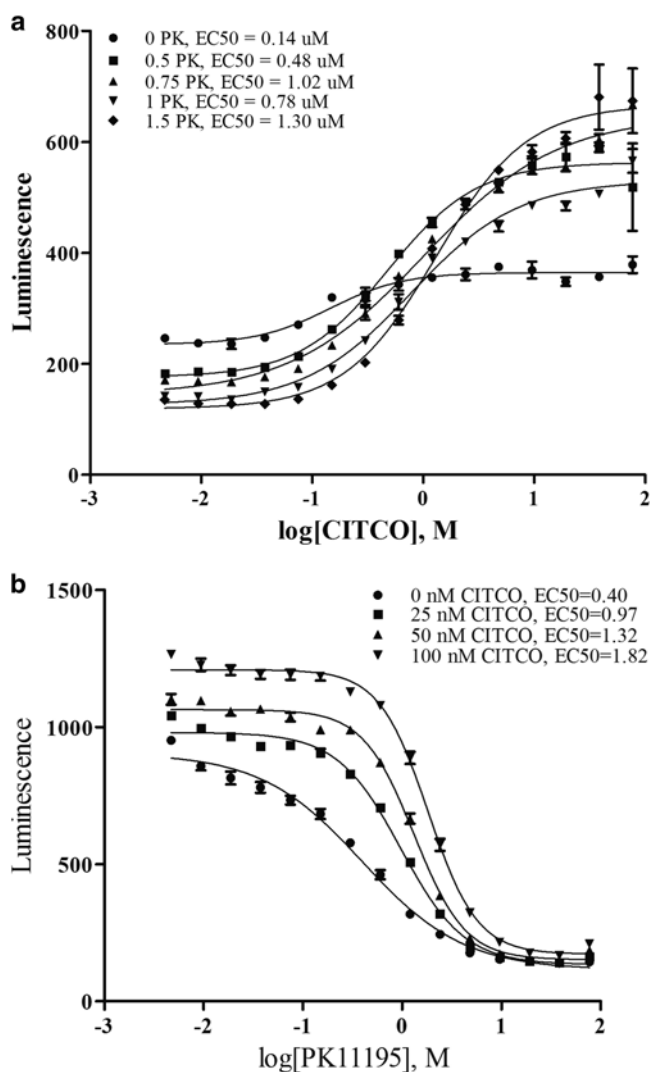 a
800
600
400
200
0
Luminescence
0 PK, EC50 = 0.14 uM
0.5 PK, EC50 = 0.48 uM
0.75 PK, EC50 = 1.02 uM
1 PK, EC50 = 0.78 uM
1.5 PK, EC50 = 1.30 uM
-3 -2 -1 0 1 2
log[CITCO], M
b
1500
1000
500
0
Luminescence
0 nM CITCO, EC50=0.40
25 nM CITCO, EC50=0.97
50 nM CITCO, EC50=1.32
100 nM CITCO, EC50=1.82
-3 -2 -1 0 1 2
log[PK11195], M